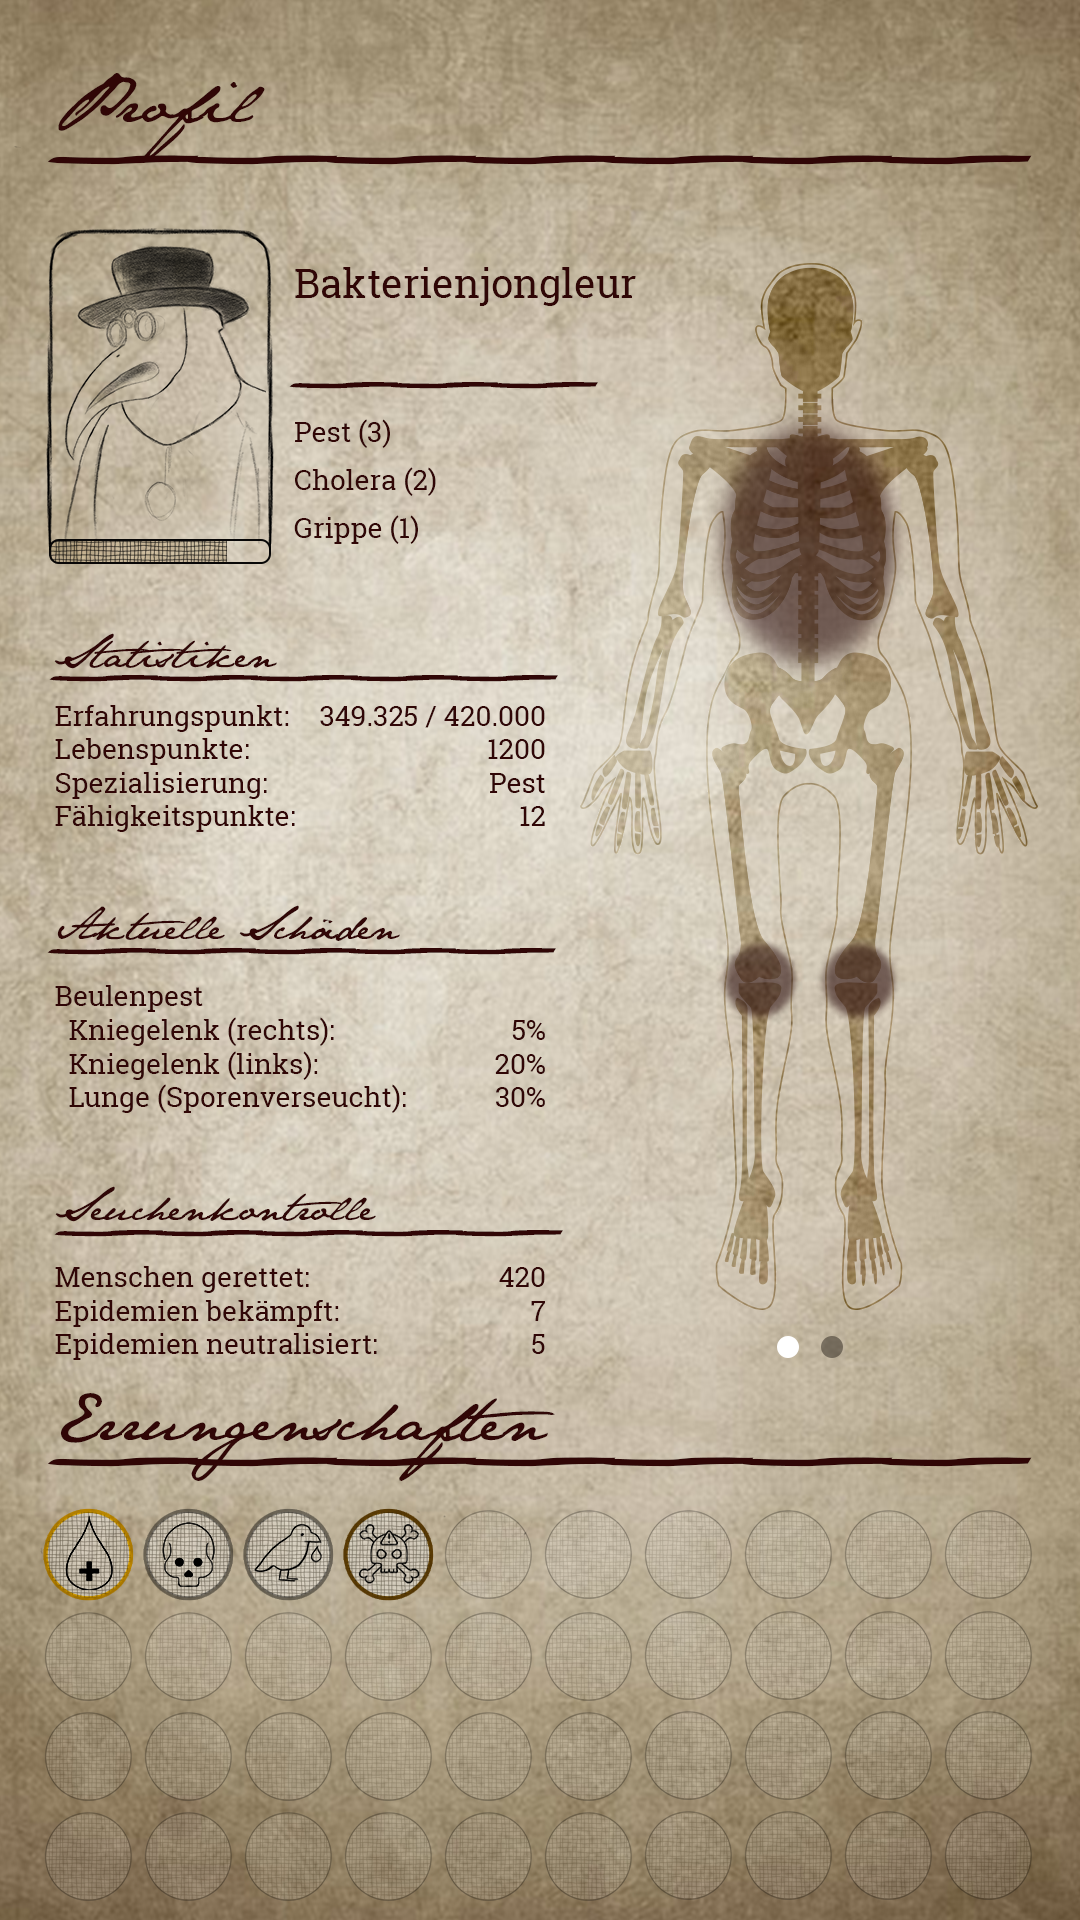 Profil
Bakterienjongleur
Pest (3)
Cholera (2)
Grippe (1)
Statistiken
Erfahrungspunkt: 349.325 / 420.000
Lebenspunkte: 1200
Spezialisierung: Pest
Fähigkeitspunkte: 12
Aktuelle Schäden
Beulenpest
Kniegelenk (rechts): 5%
Kniegelenk (links): 20%
Lunge (Sporenverseucht): 30%
Seuchenkontrolle
Menschen gerettet: 420
Epidemien bekämpft: 7
Epidemien neutralisiert: 5
Errungenschaften